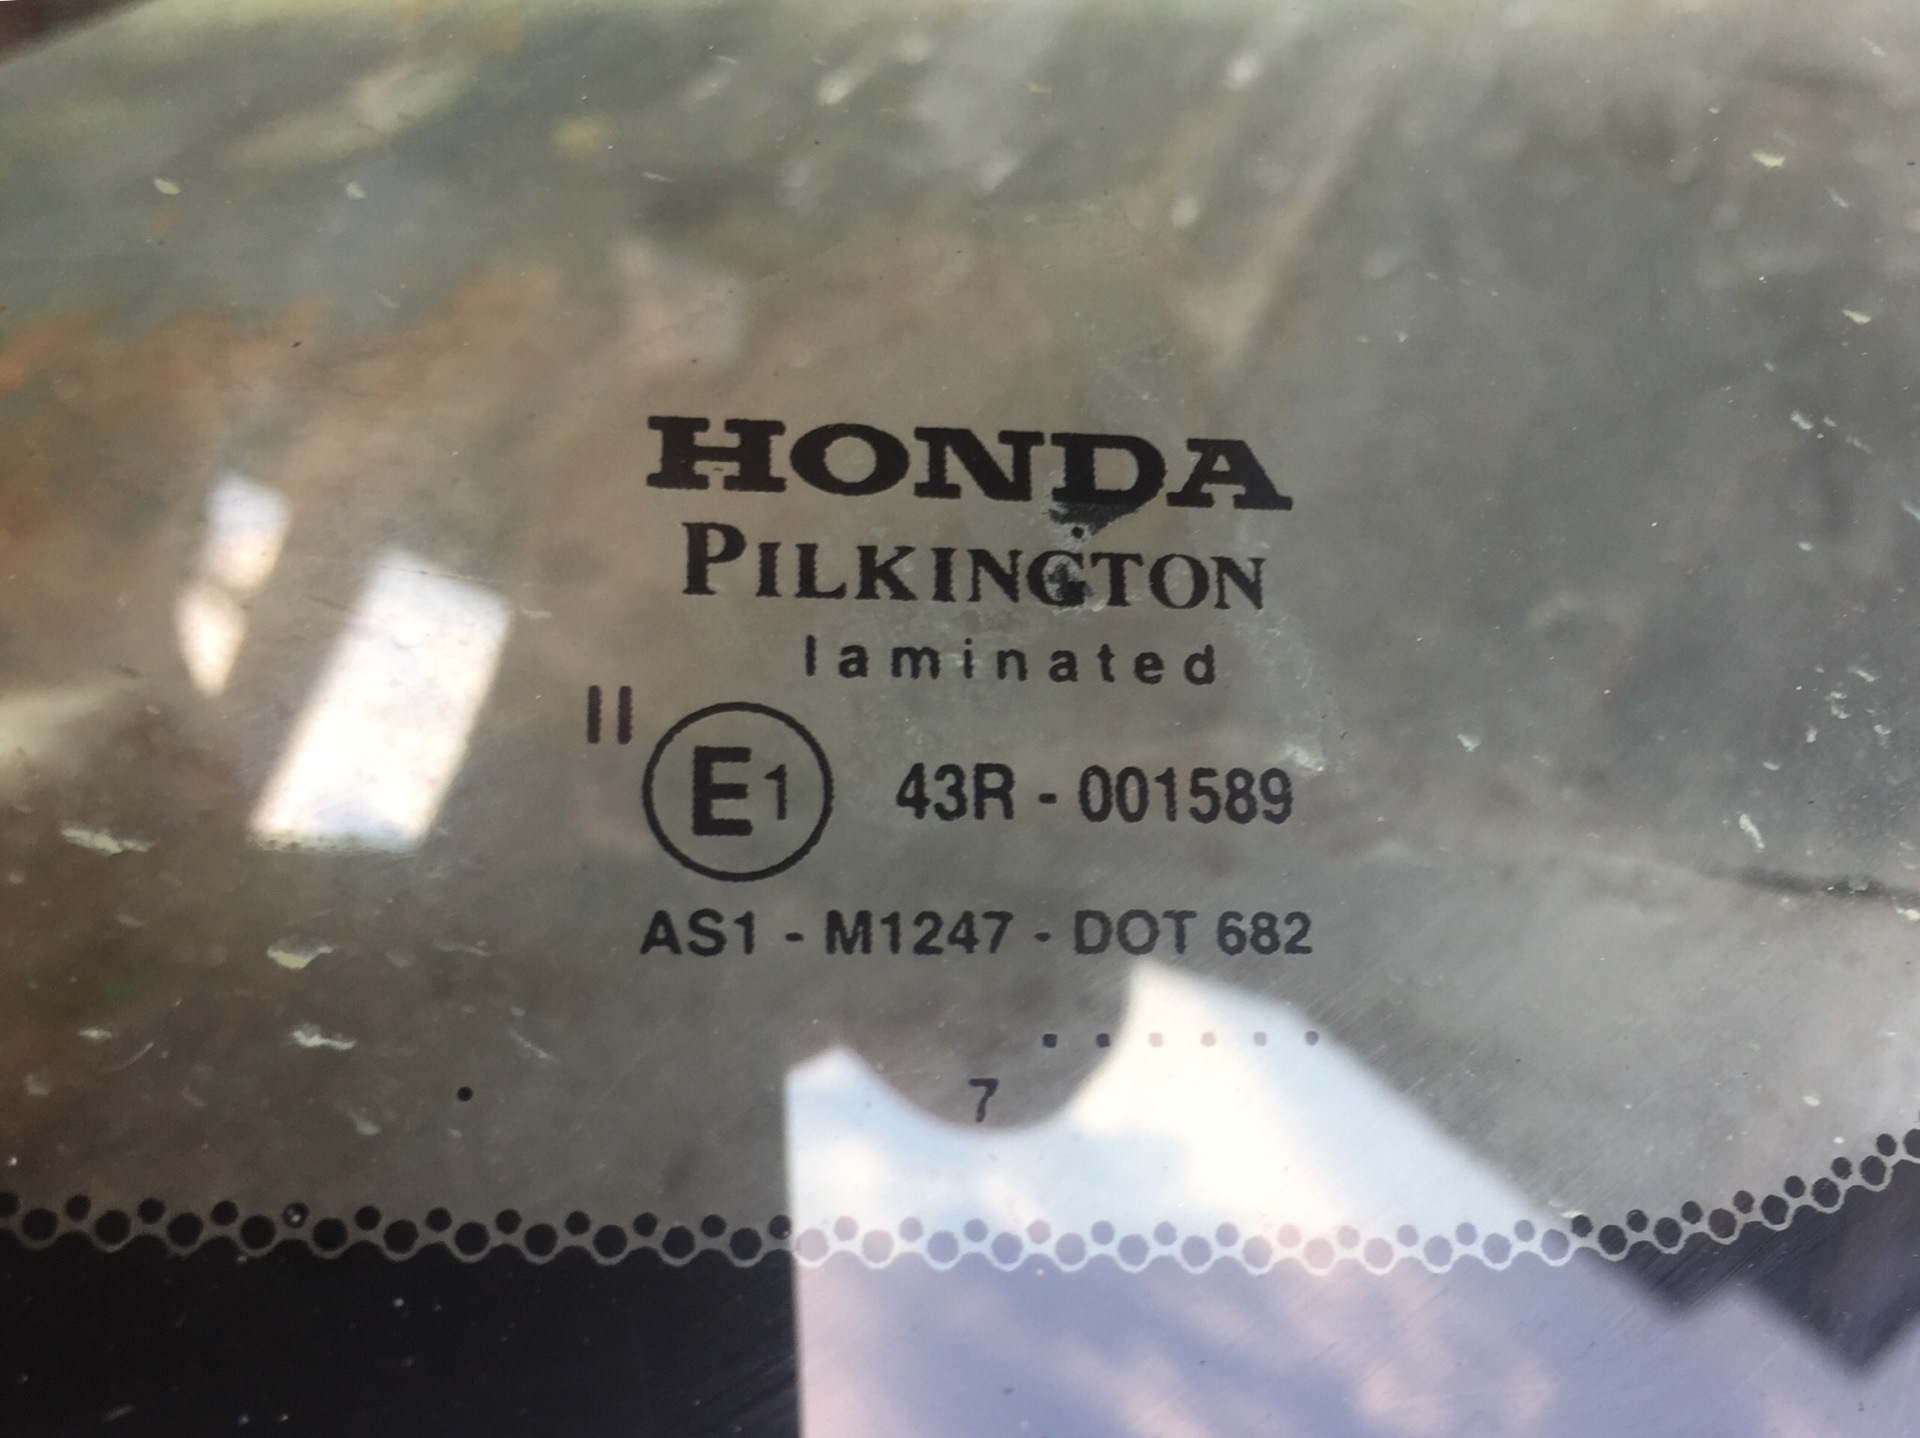 HONDA
PILKINGTON
laminated
II
E1 43R - 001589
AS1 - M1247 - DOT 682
. . . . . .
. 7